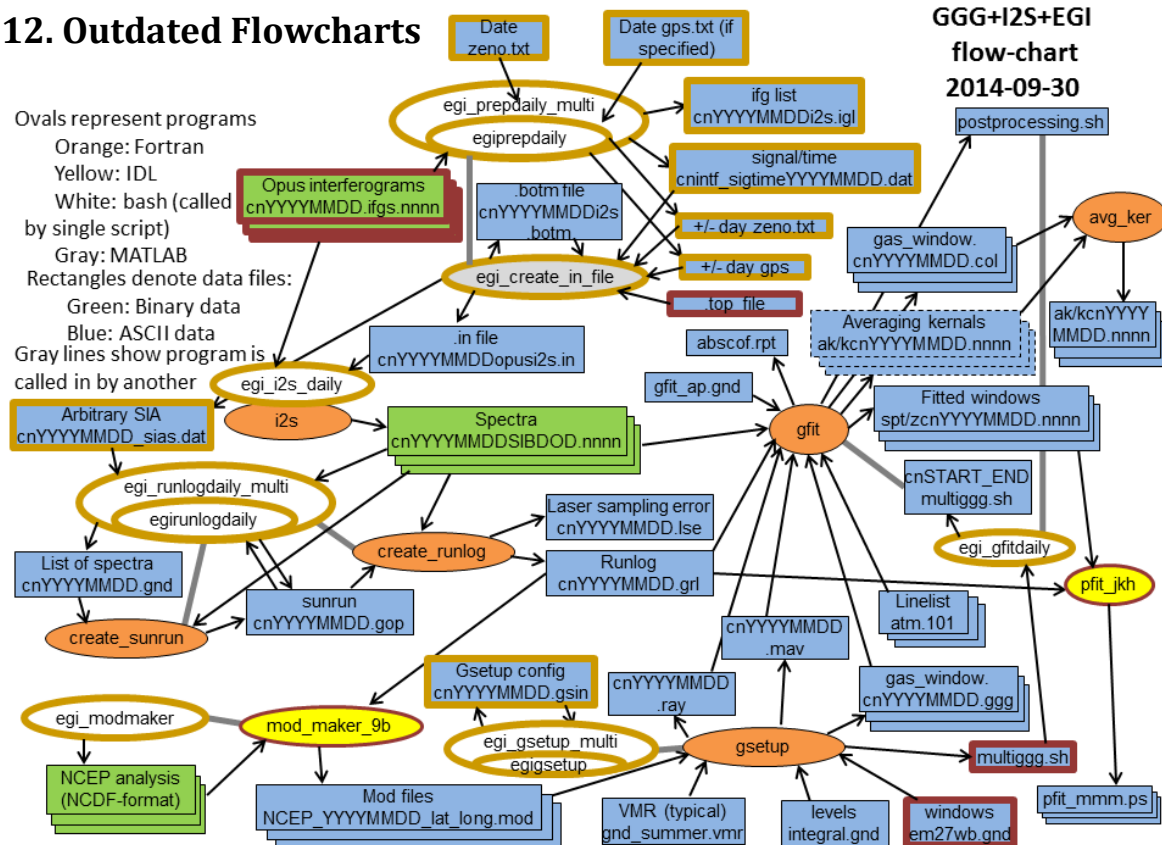 12. Outdated Flowcharts
GGG+I2S+EGI
flow-chart
2014-09-30
Ovals represent programs
Orange: Fortran
Yellow: IDL
White: bash (called
by single script)
Gray: MATLAB
Rectangles denote data files:
Green: Binary data
Blue: ASCII data
Gray lines show program is
called in by another
Date
zeno.txt
Date gps.txt (if
specified)
egi_prepdaily_multi
egiprepdaily
ifg list
cnYYYYMMDDi2s.igl
signal/time
cnintf_sigtimeYYYYMMDD.dat
Opus interferograms
cnYYYYMMDD.ifgs.nnnn
.botm file
cnYYYYMMDDi2s
.botm
+/- day zeno.txt
+/- day gps
.top file
egi_create_in_file
.in file
cnYYYYMMDDopusi2s.in
egi_i2s_daily
i2s
Arbitrary SIA
cnYYYYMMDD_sias.dat
Spectra
cnYYYYMMDDSIBDOD.nnnn
postprocessing.sh
avg_ker
gas_window.
cnYYYYMMDD.col
ak/kcnYYYY
MMDD.nnnn
Averaging kernals
ak/kcnYYYYMMDD.nnnn
abscof.rpt
gfit_ap.gnd
gfit
Fitted windows
spt/zcnYYYYMMDD.nnnn
cnSTART_END
multiggg.sh
egi_gfitdaily
pfit_jkh
egi_runlogdaily_multi
egirunlogdaily
Laser sampling error
cnYYYYMMDD.lse
create_runlog
Runlog
cnYYYYMMDD.grl
List of spectra
cnYYYYMMDD.gnd
sunrun
cnYYYYMMDD.gop
create_sunrun
Linelist
atm.101
cnYYYYMMDD
.mav
cnYYYYMMDD
.ray
gas_window.
cnYYYYMMDD.ggg
Gsetup config
cnYYYYMMDD.gsin
egi_gsetup_multi
egigsetup
gsetup
multiggg.sh
egi_modmaker
mod_maker_9b
NCEP analysis
(NCDF-format)
Mod files
NCEP_YYYYMMDD_lat_long.mod
VMR (typical)
gnd_summer.vmr
levels
integral.gnd
windows
em27wb.gnd
pfit_mmm.ps